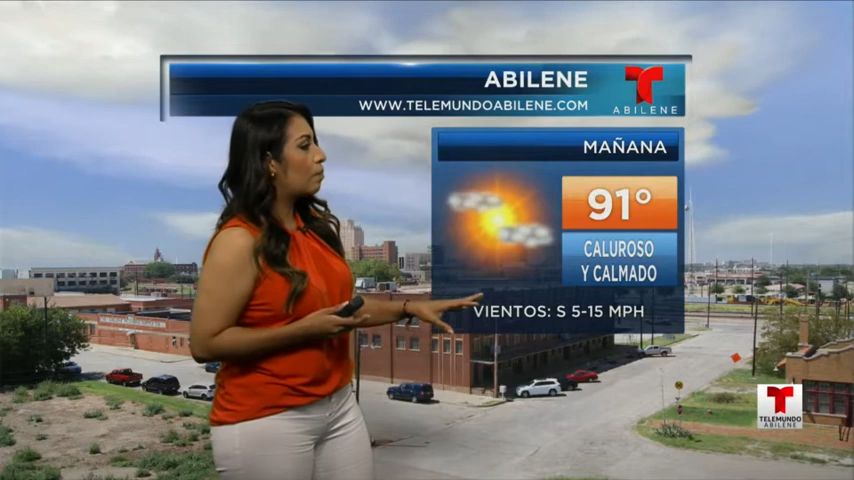 ABILENE
WWW.TELEMUNDOABILENE.COM
ABILENE
MAÑANA
91°
CALUROSO
Y CALMADO
VIENTOS: S 5-15 MPH
TELEMUNDO
ABILENE